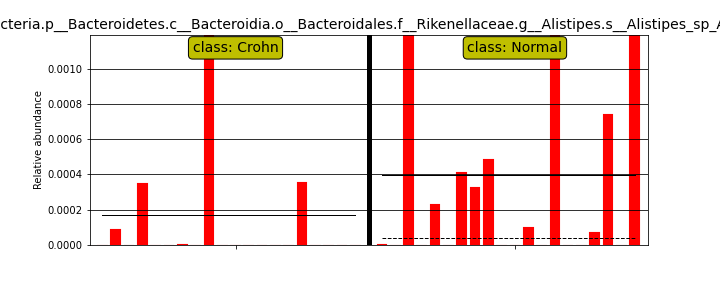 cteria.p__Bacteroidetes.c__Bacteroidia.o__Bacteroidales.f__Rikenellaceae.g__Alistipes.s__Alistipes_sp_A
class: Crohn
class: Normal
0.0010
0.0008
0.0006
0.0004
0.0002
0.0000
Relative abundance